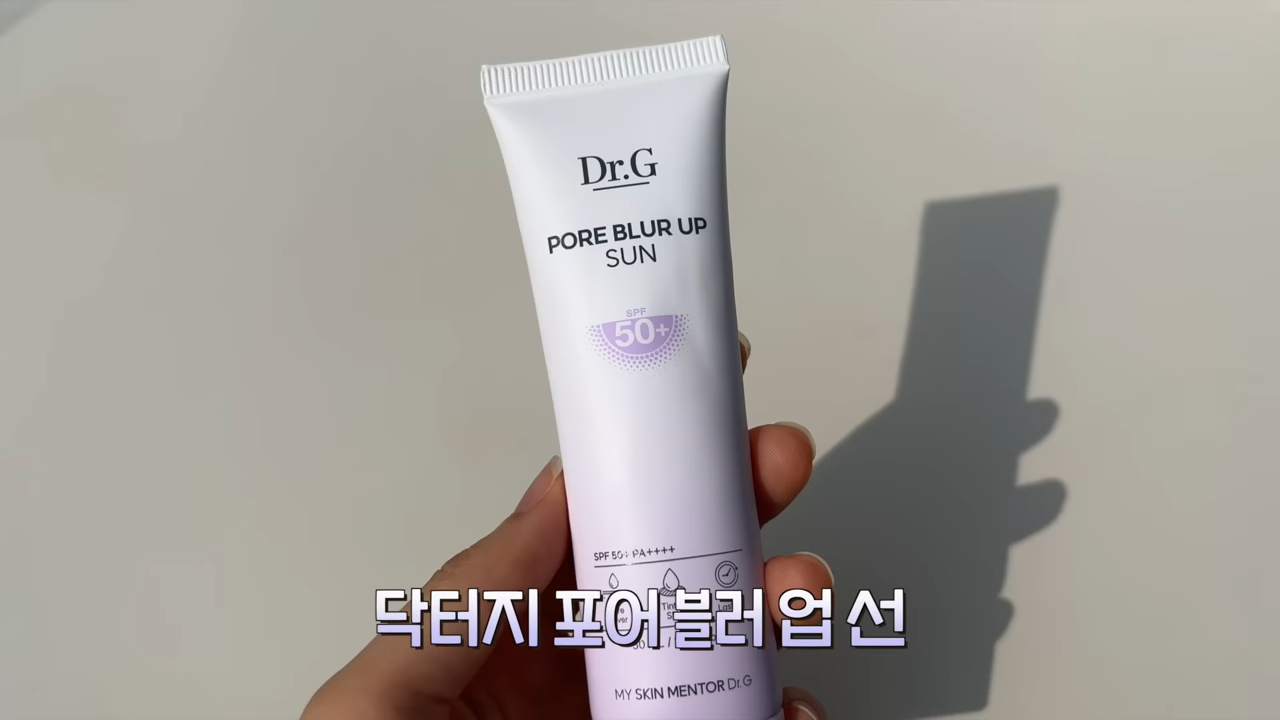 Dr.G
PORE BLUR UP
SUN
SPF
50+
SPF 50+ PA++++
닥터지 포어 블러 업 선
MY SKIN MENTOR Dr.G